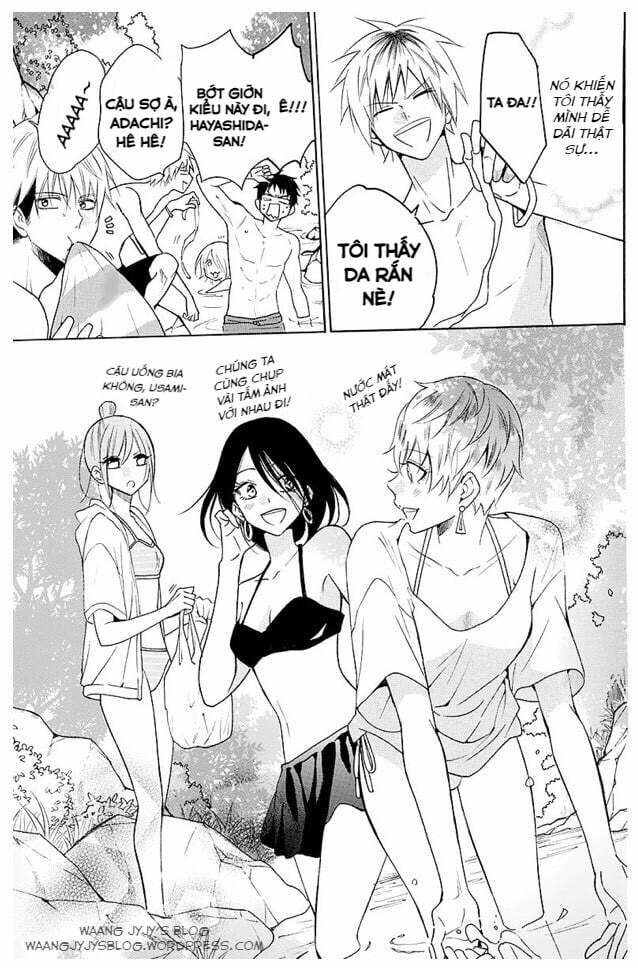 NÓ KHIẾN
TÔI THẤY
MÌNH DỄ
DÃI THẬT
SỰ...
TA ĐA!!
TÔI THẤY
DA RẮN
NÈ!
Ê!!!
BỚT GIỠN
KIỂU NÀY ĐI,
HAYASHIDA-
SAN!
CẬU SỢ À,
ADACHI?
HÊ HÊ!
AAAAA~
NƯỚC MÁT
THẬT ĐẤY!
CHÚNG TA
CÙNG CHỤP
VÀI TẤM ẢNH
VỚI NHAU ĐI!
CẬU UỐNG BIA
KHÔNG, USAMI-
SAN?
WAANG JYJY'S BLOG
WAANGJYJYSBLOG.WORDPRESS.COM